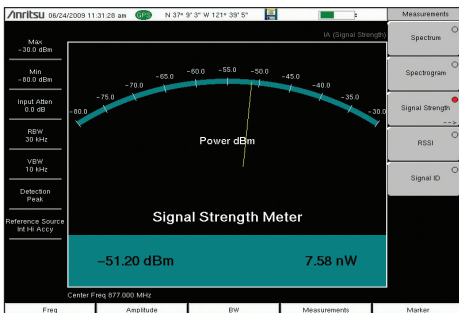 Anritsu 06/24/2009 11:31:28 am GPS N 37° 9' 3" W 121° 39' 5"
Measurements
IA (Signal Strength)
Max
-30.0 dBm
Min
-80.0 dBm
Input Atten
0.0 dB
RBW
30 kHz
VBW
10 kHz
Detection
Peak
Reference Source
Int Hi Accy
-80.0 -75.0 -70.0 -65.0 -60.0 -55.0 -50.0 -45.0 -40.0 -35.0 -30.0
Power dBm
Signal Strength Meter
-51.20 dBm 7.58 nW
Center Freq 877.000 MHz
Spectrum
Spectrogram
Signal Strength
-->
RSSI
Signal ID
Freq Amplitude BW Measurements Marker